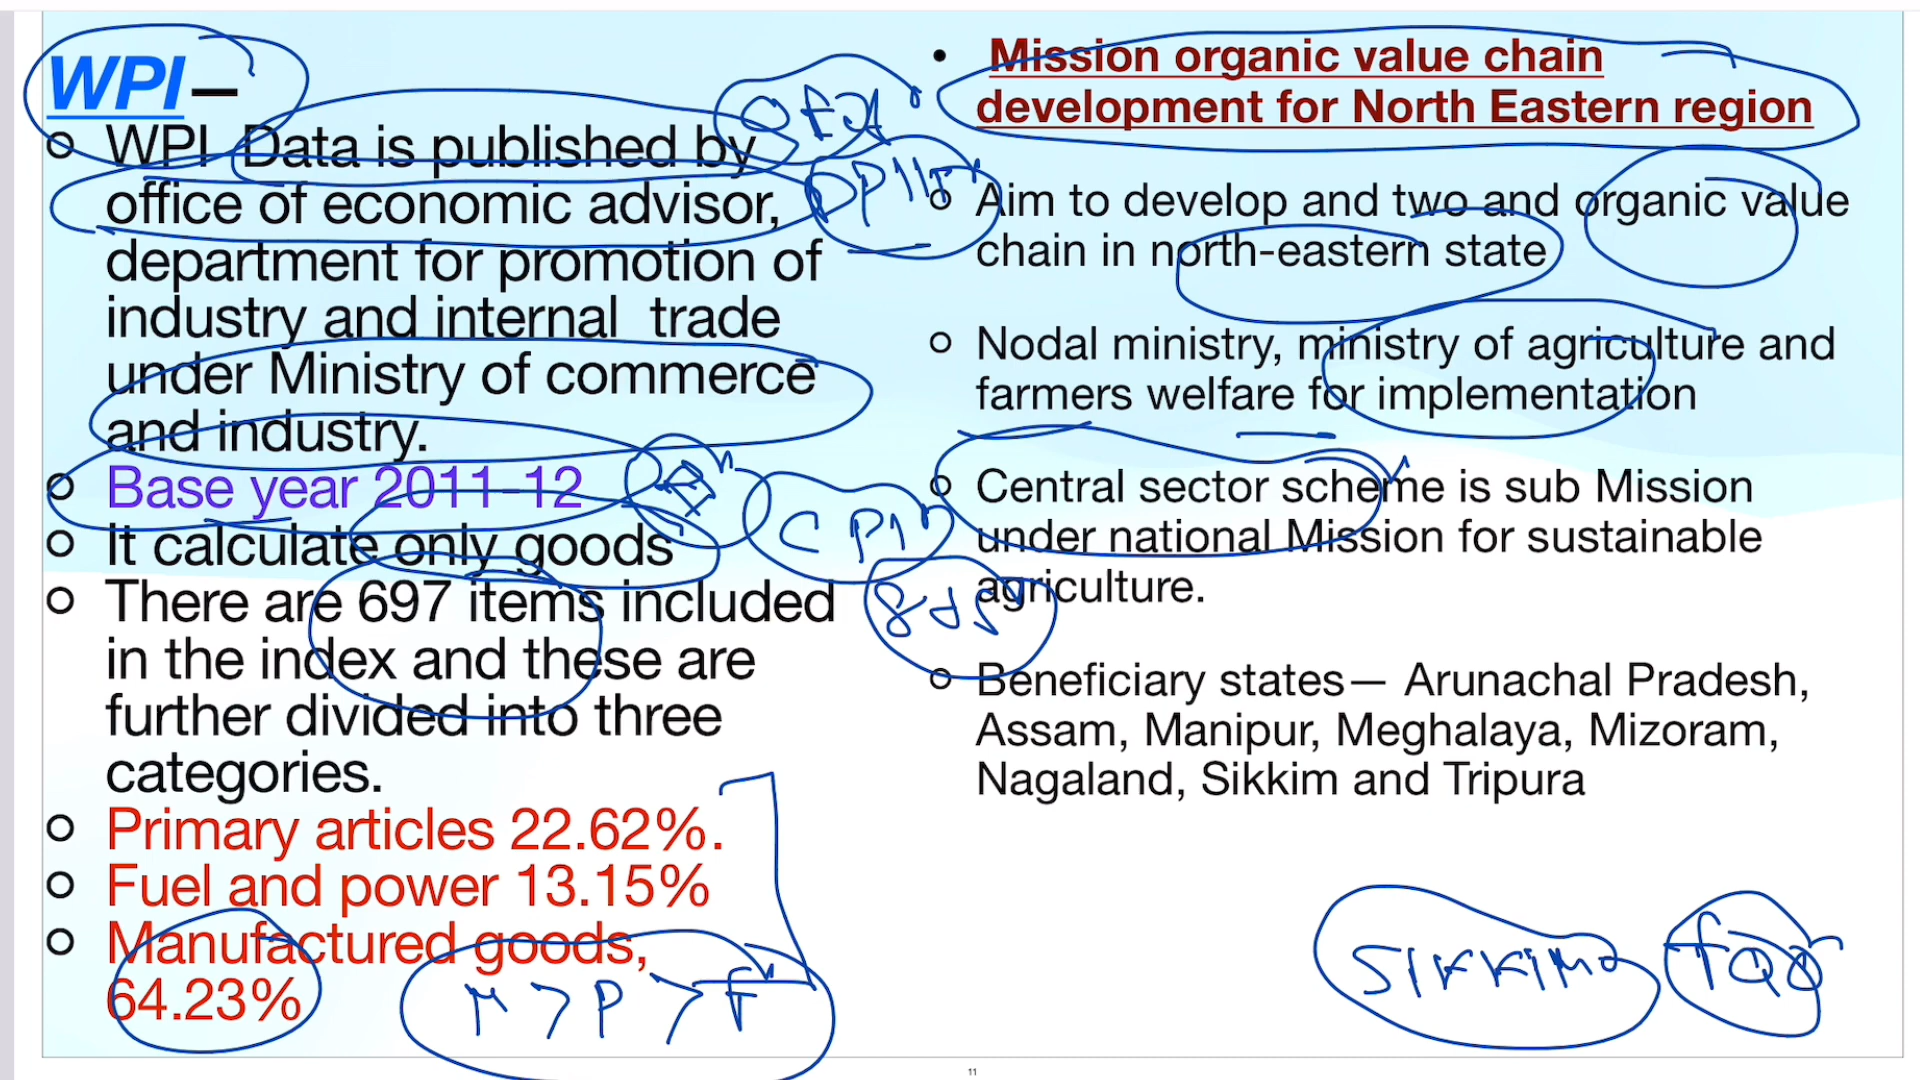 WPI—
WPI Data is published by
office of economic advisor,
department for promotion of
industry and internal trade
under Ministry of commerce
and industry.
Base year 2011-12
It calculate only goods
There are 697 items included
in the index and these are
further divided into three
categories.
Primary articles 22.62%.
Fuel and power 13.15%
Manufactured goods,
64.23%
M > P > F
CPI
Mission organic value chain
development for North Eastern region
Aim to develop and two and organic value
chain in north-eastern state
Nodal ministry, ministry of agriculture and
farmers welfare for implementation
Central sector scheme is sub Mission
under national Mission for sustainable
agriculture.
Beneficiary states— Arunachal Pradesh,
Assam, Manipur, Meghalaya, Mizoram,
Nagaland, Sikkim and Tripura
SIKKIM
11